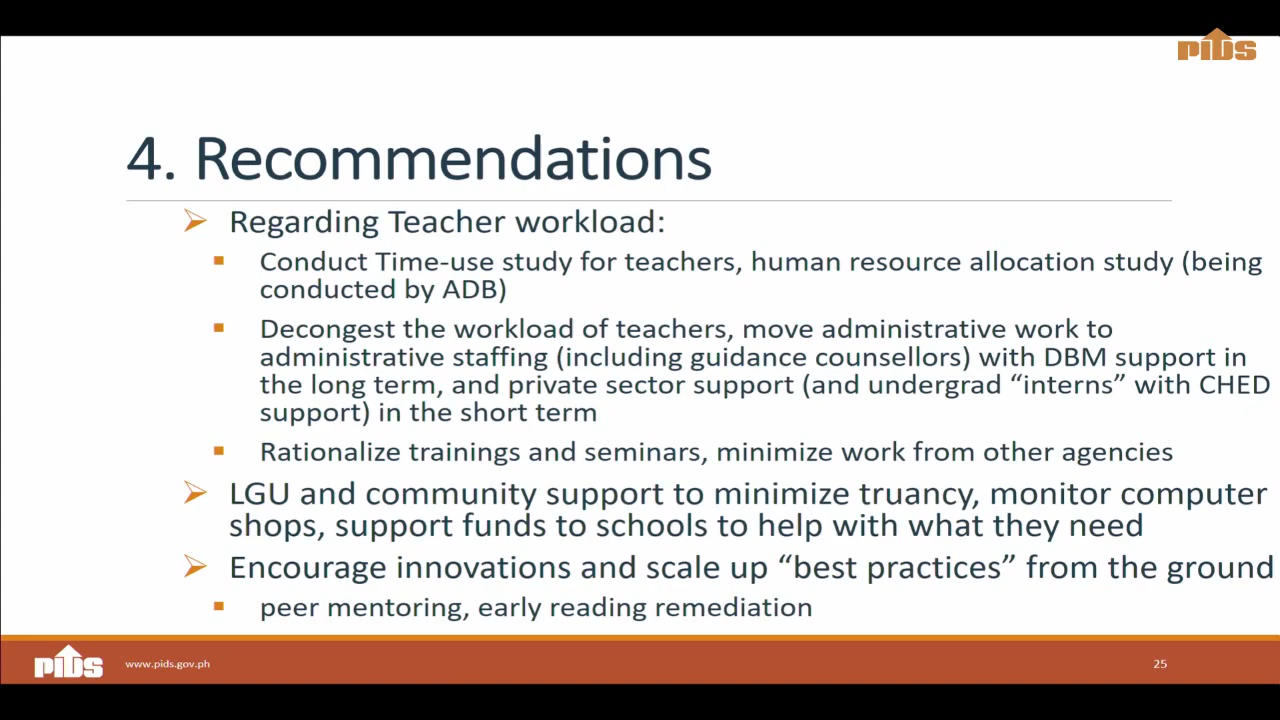 PIDS
4. Recommendations
Regarding Teacher workload:
Conduct Time-use study for teachers, human resource allocation study (being
conducted by ADB)
Decongest the workload of teachers, move administrative work to
administrative staffing (including guidance counsellors) with DBM support in
the long term, and private sector support (and undergrad “interns” with CHED
support) in the short term
Rationalize trainings and seminars, minimize work from other agencies
LGU and community support to minimize truancy, monitor computer
shops, support funds to schools to help with what they need
Encourage innovations and scale up “best practices” from the ground
peer mentoring, early reading remediation
PIDS
www.pids.gov.ph
25